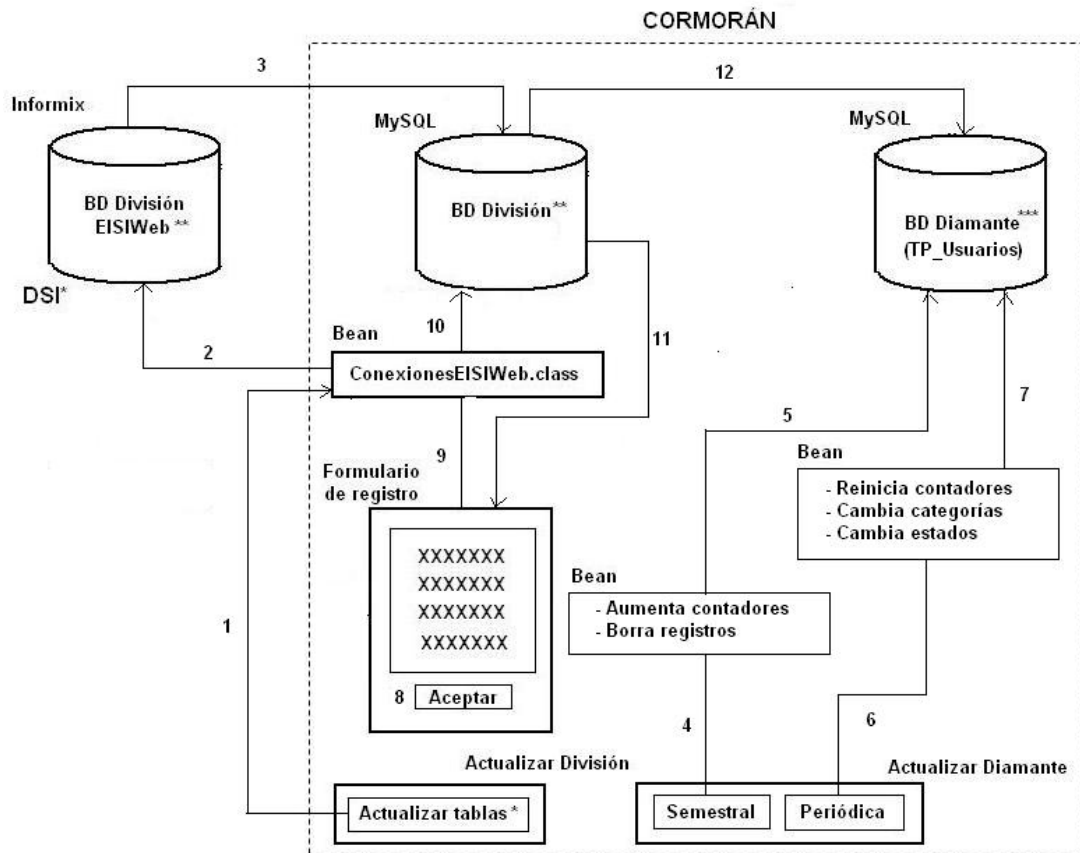 CORMORÁN
3
12
Informix
MySQL
MySQL
BD División
EISIWeb **
BD División**
BD Diamante***
(TP_Usuarios)
DSI*
2
Bean
10
11
ConexionesEISIWeb.class
7
5
9
Bean
Formulario
de registro
- Reinicia contadores
- Cambia categorías
- Cambia estados
XXXXXXX
XXXXXXX
XXXXXXX
XXXXXXX
Bean
- Aumenta contadores
- Borra registros
1
8
Aceptar
4
6
Actualizar División
Actualizar Diamante
Actualizar tablas *
Semestral
Periódica